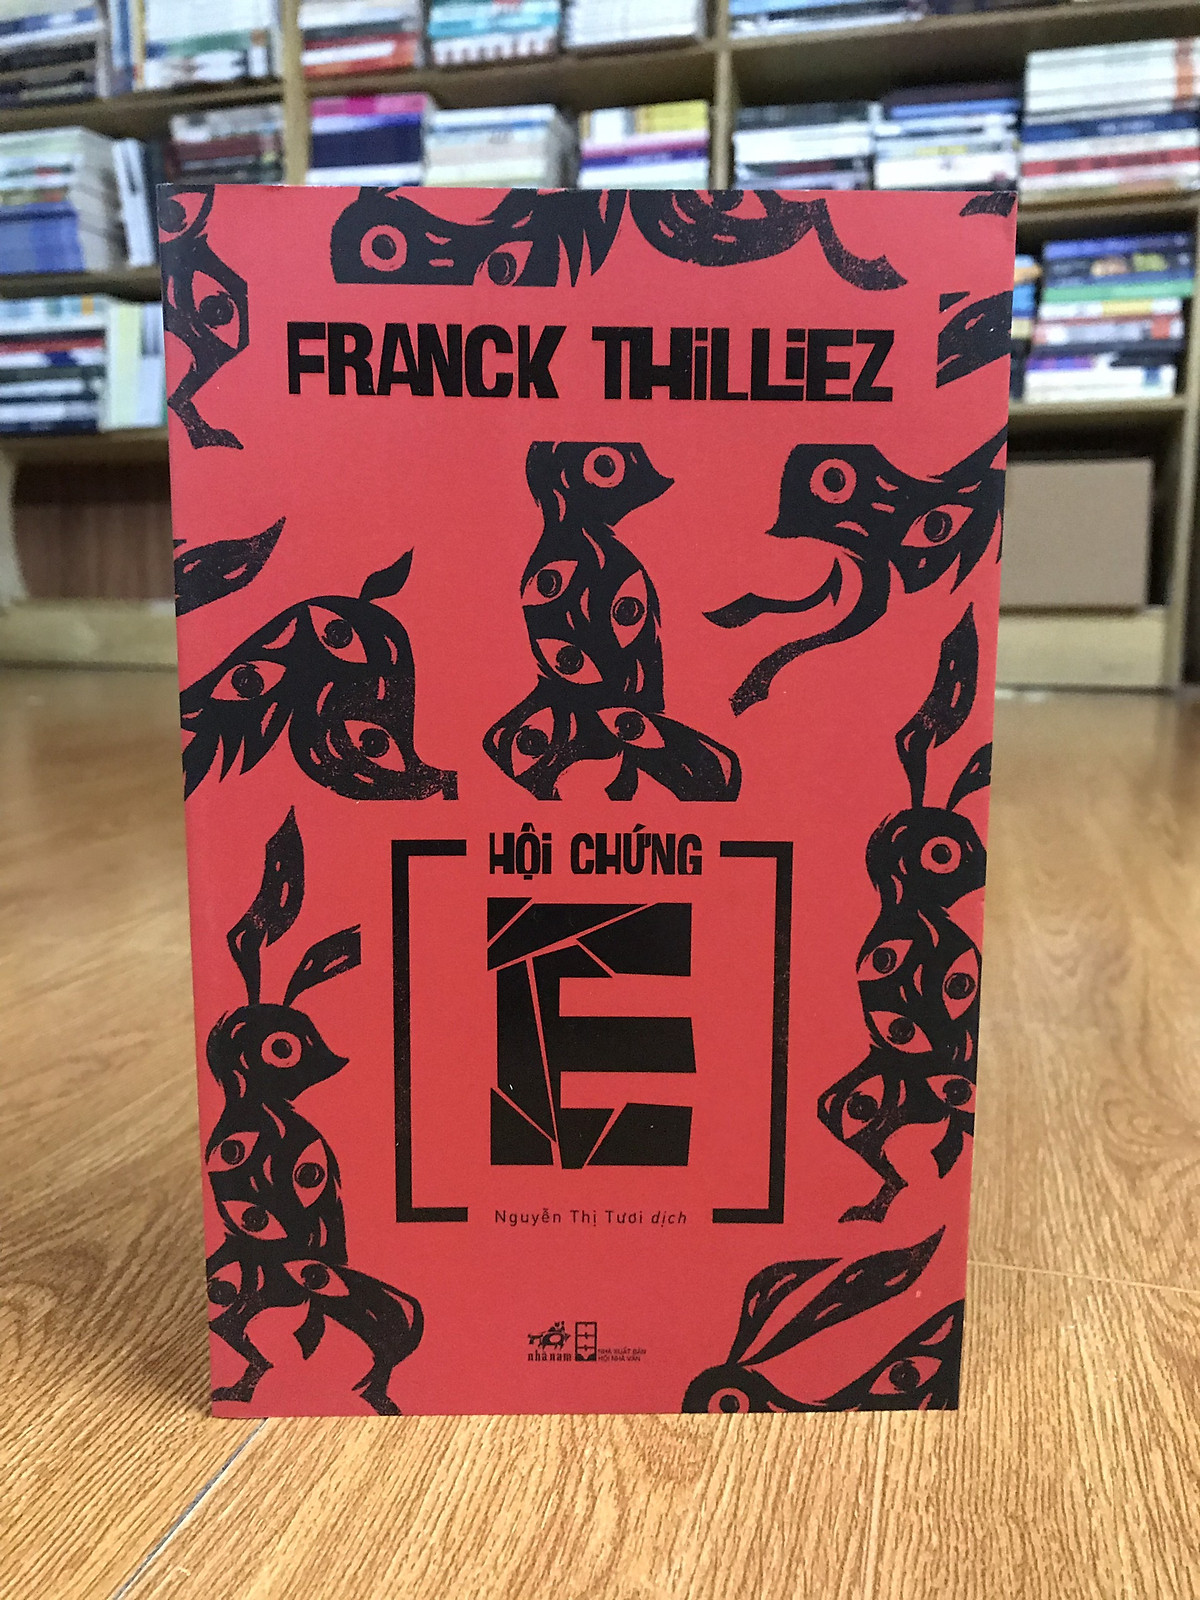 FRANCK THiLLiEZ
HỘi CHỨNG
E
Nguyễn Thị Tươi dịch
nhã nam
NHÀ XUẤT BẢN
HỘI NHÀ VĂN